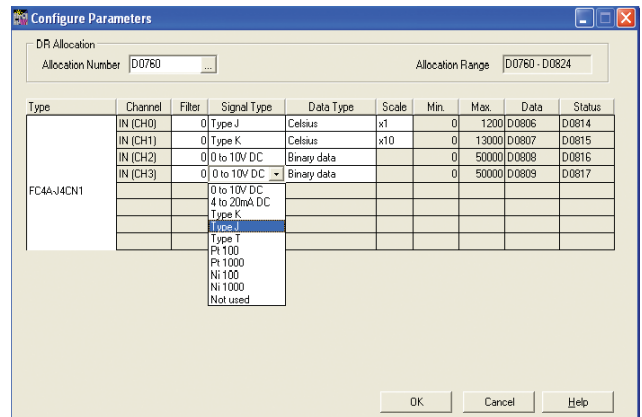 Configure Parameters
DR Allocation
Allocation Number D0760 ... Allocation Range D0760 - D0824
Type Channel Filter Signal Type Data Type Scale Min. Max. Data Status
IN (CH0) 0 Type J Celsius x1 0 1200 D0806 D0814
IN (CH1) 0 Type K Celsius x10 0 13000 D0807 D0815
IN (CH2) 0 0 to 10V DC Binary data 0 50000 D0808 D0816
IN (CH3) 0 0 to 10V DC Binary data 0 50000 D0809 D0817
FC4A-J4CN1
0 to 10V DC
4 to 20mA DC
Type K
Type J
Type T
Pt 100
Pt 1000
Ni 100
Ni 1000
Not used
OK Cancel Help